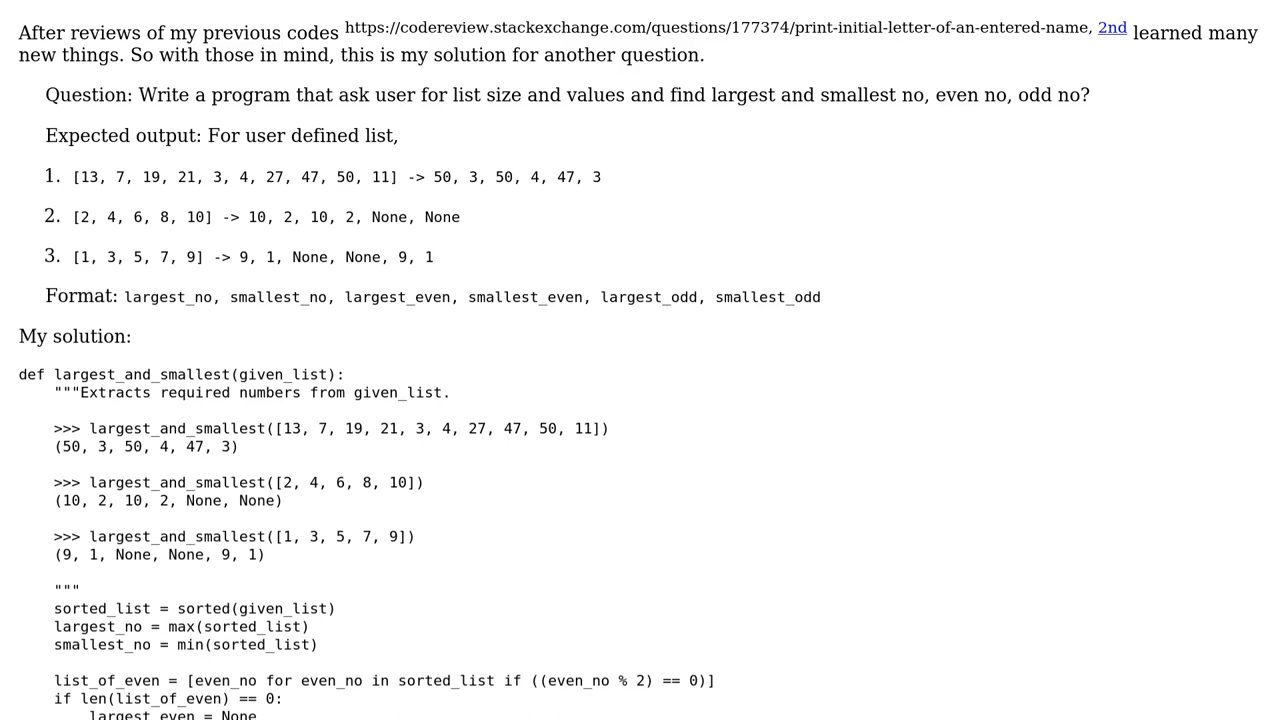 After reviews of my previous codes https://codereview.stackexchange.com/questions/177374/print-initial-letter-of-an-entered-name, 2nd learned many
new things. So with those in mind, this is my solution for another question.
Question: Write a program that ask user for list size and values and find largest and smallest no, even no, odd no?
Expected output: For user defined list,
1. [13, 7, 19, 21, 3, 4, 27, 47, 50, 11] -> 50, 3, 50, 4, 47, 3
2. [2, 4, 6, 8, 10] -> 10, 2, 10, 2, None, None
3. [1, 3, 5, 7, 9] -> 9, 1, None, None, 9, 1
Format: largest_no, smallest_no, largest_even, smallest_even, largest_odd, smallest_odd
My solution:
def largest_and_smallest(given_list):
    """Extracts required numbers from given_list.
    >>> largest_and_smallest([13, 7, 19, 21, 3, 4, 27, 47, 50, 11])
    (50, 3, 50, 4, 47, 3)
    >>> largest_and_smallest([2, 4, 6, 8, 10])
    (10, 2, 10, 2, None, None)
    >>> largest_and_smallest([1, 3, 5, 7, 9])
    (9, 1, None, None, 9, 1)
    """
    sorted_list = sorted(given_list)
    largest_no = max(sorted_list)
    smallest_no = min(sorted_list)
    list_of_even = [even_no for even_no in sorted_list if ((even_no % 2) == 0)]
    if len(list_of_even) == 0:
        largest_even = None